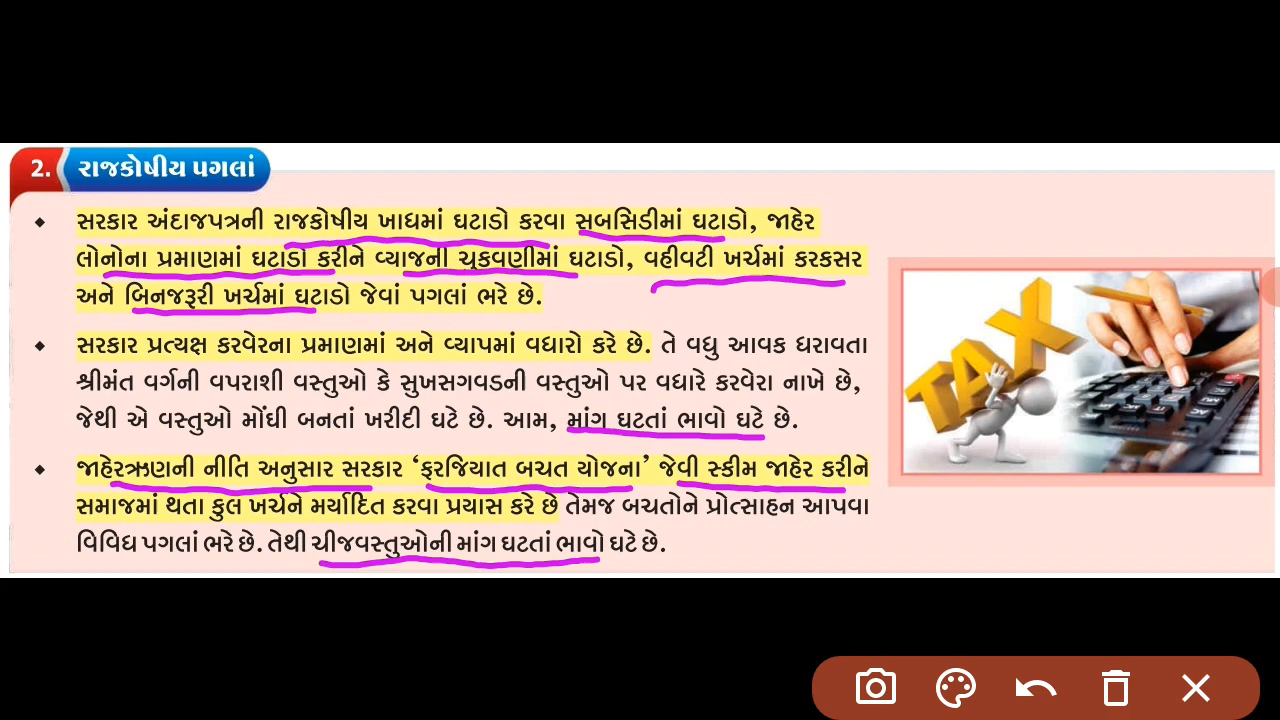 2. રાજકોષીય પગલાં
◆ સરકાર અંદાજપત્રની રાજકોષીય ખાધમાં ઘટાડો કરવા સબસિડીમાં ઘટાડો, જાહેર
લોનોના પ્રમાણમાં ઘટાડો કરીને વ્યાજની ચુકવણીમાં ઘટાડો, વહીવટી ખર્ચમાં કરકસર
અને બિનજરૂરી ખર્ચમાં ઘટાડો જેવાં પગલાં ભરે છે.
◆ સરકાર પ્રત્યક્ષ કરવેરના પ્રમાણમાં અને વ્યાપમાં વધારો કરે છે. તે વધુ આવક ધરાવતા
શ્રીમંત વર્ગની વપરાશી વસ્તુઓ કે સુખસગવડની વસ્તુઓ પર વધારે કરવેરા નાખે છે,
જેથી એ વસ્તુઓ મોંઘી બનતાં ખરીદી ઘટે છે. આમ, માંગ ઘટતાં ભાવો ઘટે છે.
◆ જાહેરઋણની નીતિ અનુસાર સરકાર ‘ફરજિયાત બચત યોજના’ જેવી સ્કીમ જાહેર કરીને
સમાજમાં થતા કુલ ખર્ચને મર્યાદિત કરવા પ્રયાસ કરે છે તેમજ બચતોને પ્રોત્સાહન આપવા
વિવિધ પગલાં ભરે છે. તેથી ચીજવસ્તુઓની માંગ ઘટતાં ભાવો ઘટે છે.
TAX